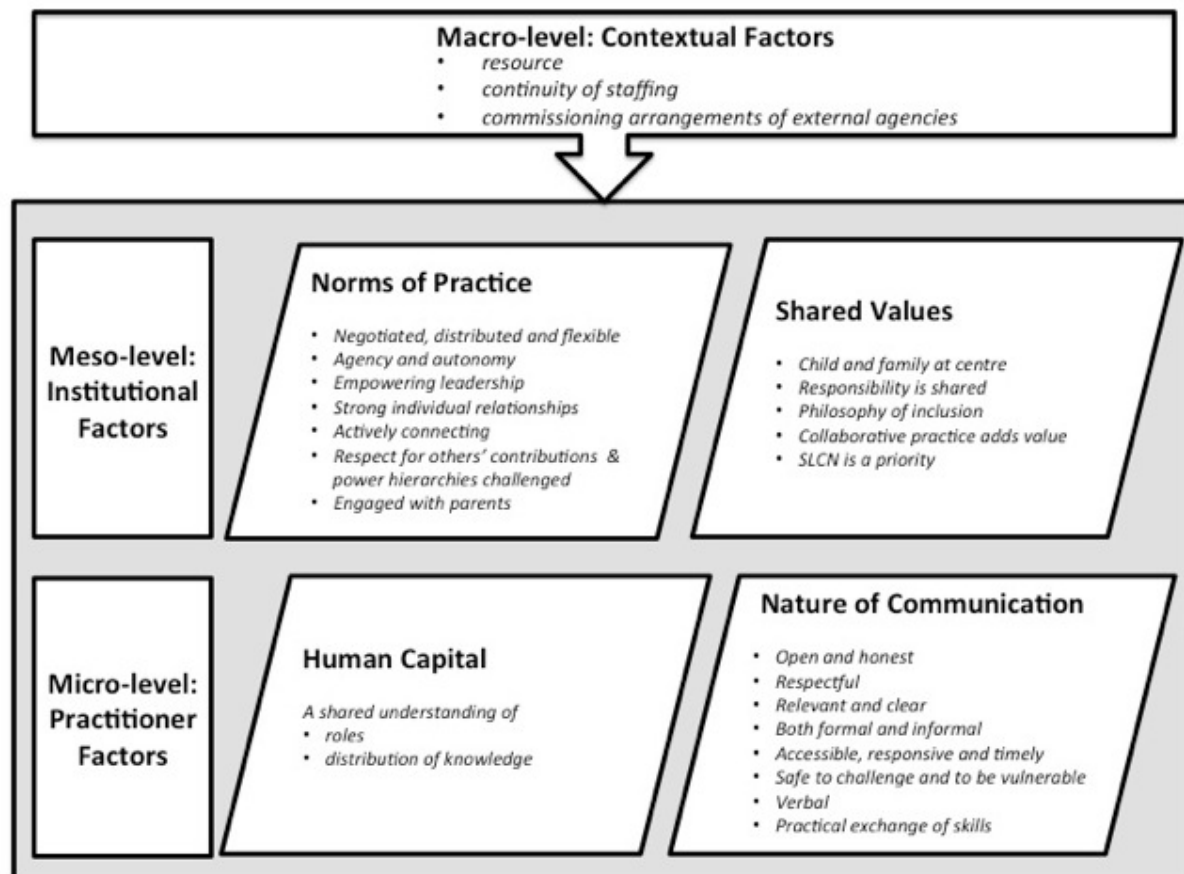 Macro-level: Contextual Factors
• resource
• continuity of staffing
• commissioning arrangements of external agencies
Meso-level:
Institutional
Factors
Norms of Practice
• Negotiated, distributed and flexible
• Agency and autonomy
• Empowering leadership
• Strong individual relationships
• Actively connecting
• Respect for others’ contributions &
power hierarchies challenged
• Engaged with parents
Shared Values
• Child and family at centre
• Responsibility is shared
• Philosophy of inclusion
• Collaborative practice adds value
• SLCN is a priority
Micro-level:
Practitioner
Factors
Human Capital
A shared understanding of
• roles
• distribution of knowledge
Nature of Communication
• Open and honest
• Respectful
• Relevant and clear
• Both formal and informal
• Accessible, responsive and timely
• Safe to challenge and to be vulnerable
• Verbal
• Practical exchange of skills